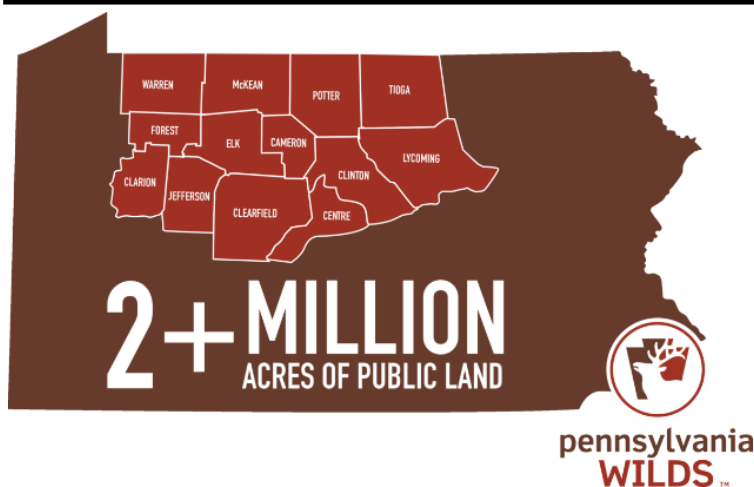 WARREN
McKEAN
POTTER
TIOGA
FOREST
ELK
CAMERON
LYCOMING
CLARION
JEFFERSON
CLINTON
CLEARFIELD
CENTRE
2+ MILLION
ACRES OF PUBLIC LAND
pennsylvania
WILDS™